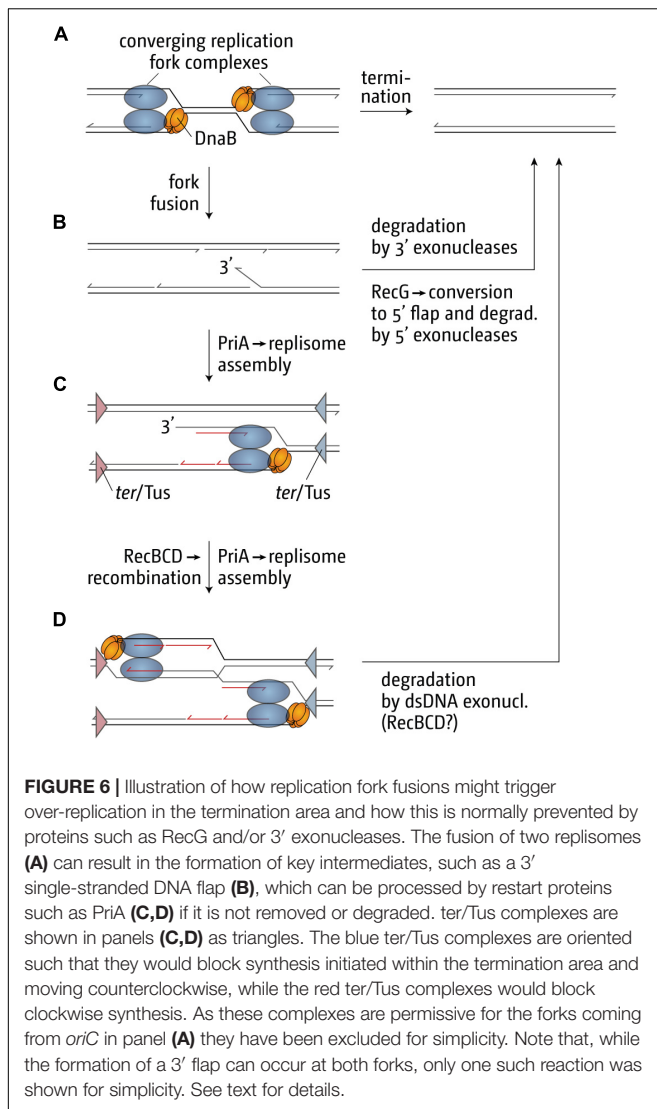 A
converging replication
fork complexes
termi-
nation
DnaB
fork
fusion
B
3′
degradation
by 3′ exonucleases
RecG→conversion
to 5′ flap and degrad.
by 5′ exonucleases
PriA→replisome
assembly
C
3′
ter/Tus
ter/Tus
RecBCD→
recombination
PriA→replisome
assembly
D
degradation
by dsDNA exonucl.
(RecBCD?)
FIGURE 6 | Illustration of how replication fork fusions might trigger
over-replication in the termination area and how this is normally prevented by
proteins such as RecG and/or 3′ exonucleases. The fusion of two replisomes
(A) can result in the formation of key intermediates, such as a 3′
single-stranded DNA flap (B), which can be processed by restart proteins
such as PriA (C,D) if it is not removed or degraded. ter/Tus complexes are
shown in panels (C,D) as triangles. The blue ter/Tus complexes are oriented
such that they would block synthesis initiated within the termination area and
moving counterclockwise, while the red ter/Tus complexes would block
clockwise synthesis. As these complexes are permissive for the forks coming
from oriC in panel (A) they have been excluded for simplicity. Note that, while
the formation of a 3′ flap can occur at both forks, only one such reaction was
shown for simplicity. See text for details.